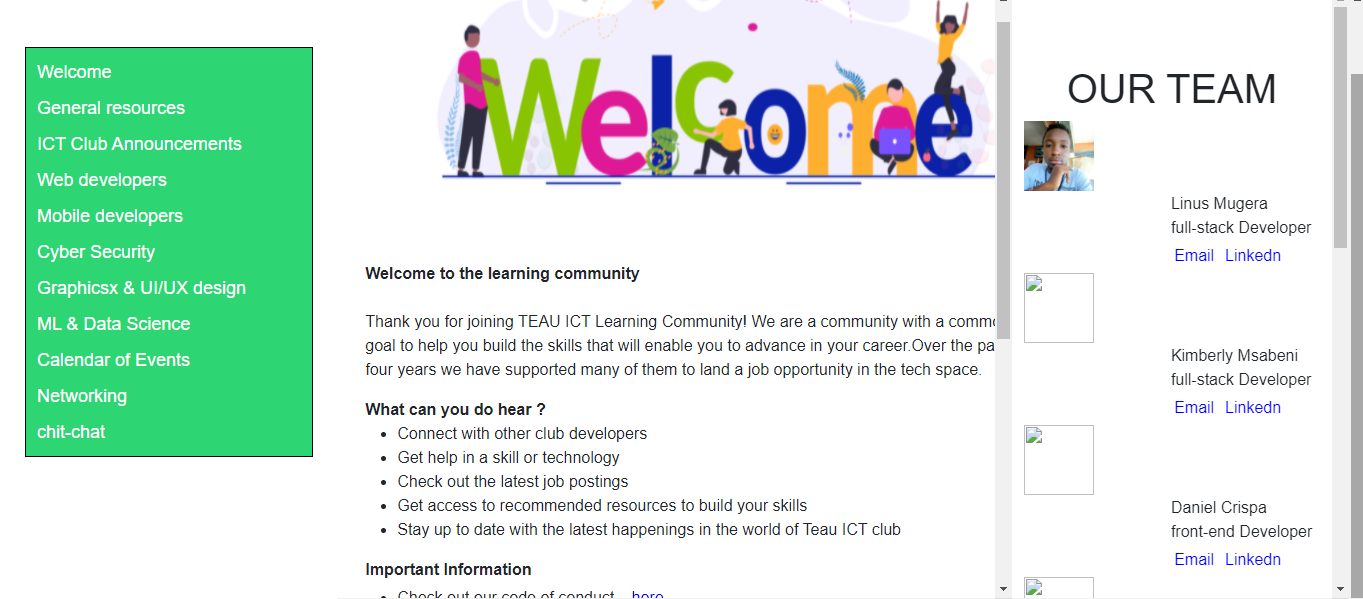 Welcome
General resources
ICT Club Announcements
Web developers
Mobile developers
Cyber Security
Graphicsx & UI/UX design
ML & Data Science
Calendar of Events
Networking
chit-chat
Welcome
Welcome to the learning community
Thank you for joining TEAU ICT Learning Community! We are a community with a
goal to help you build the skills that will enable you to advance in your career.Over the
four years we have supported many of them to land a job opportunity in the tech space.
What can you do hear ?
Connect with other club developers
Get help in a skill or technology
Check out the latest job postings
Get access to recommended resources to build your skills
Stay up to date with the latest happenings in the world of Teau ICT club
Important Information
Check out our code of conduct here
OUR TEAM
Linus Mugera
full-stack Developer
Email Linkedn
Kimberly Msabeni
full-stack Developer
Email Linkedn
Daniel Crispa
front-end Developer
Email Linkedn